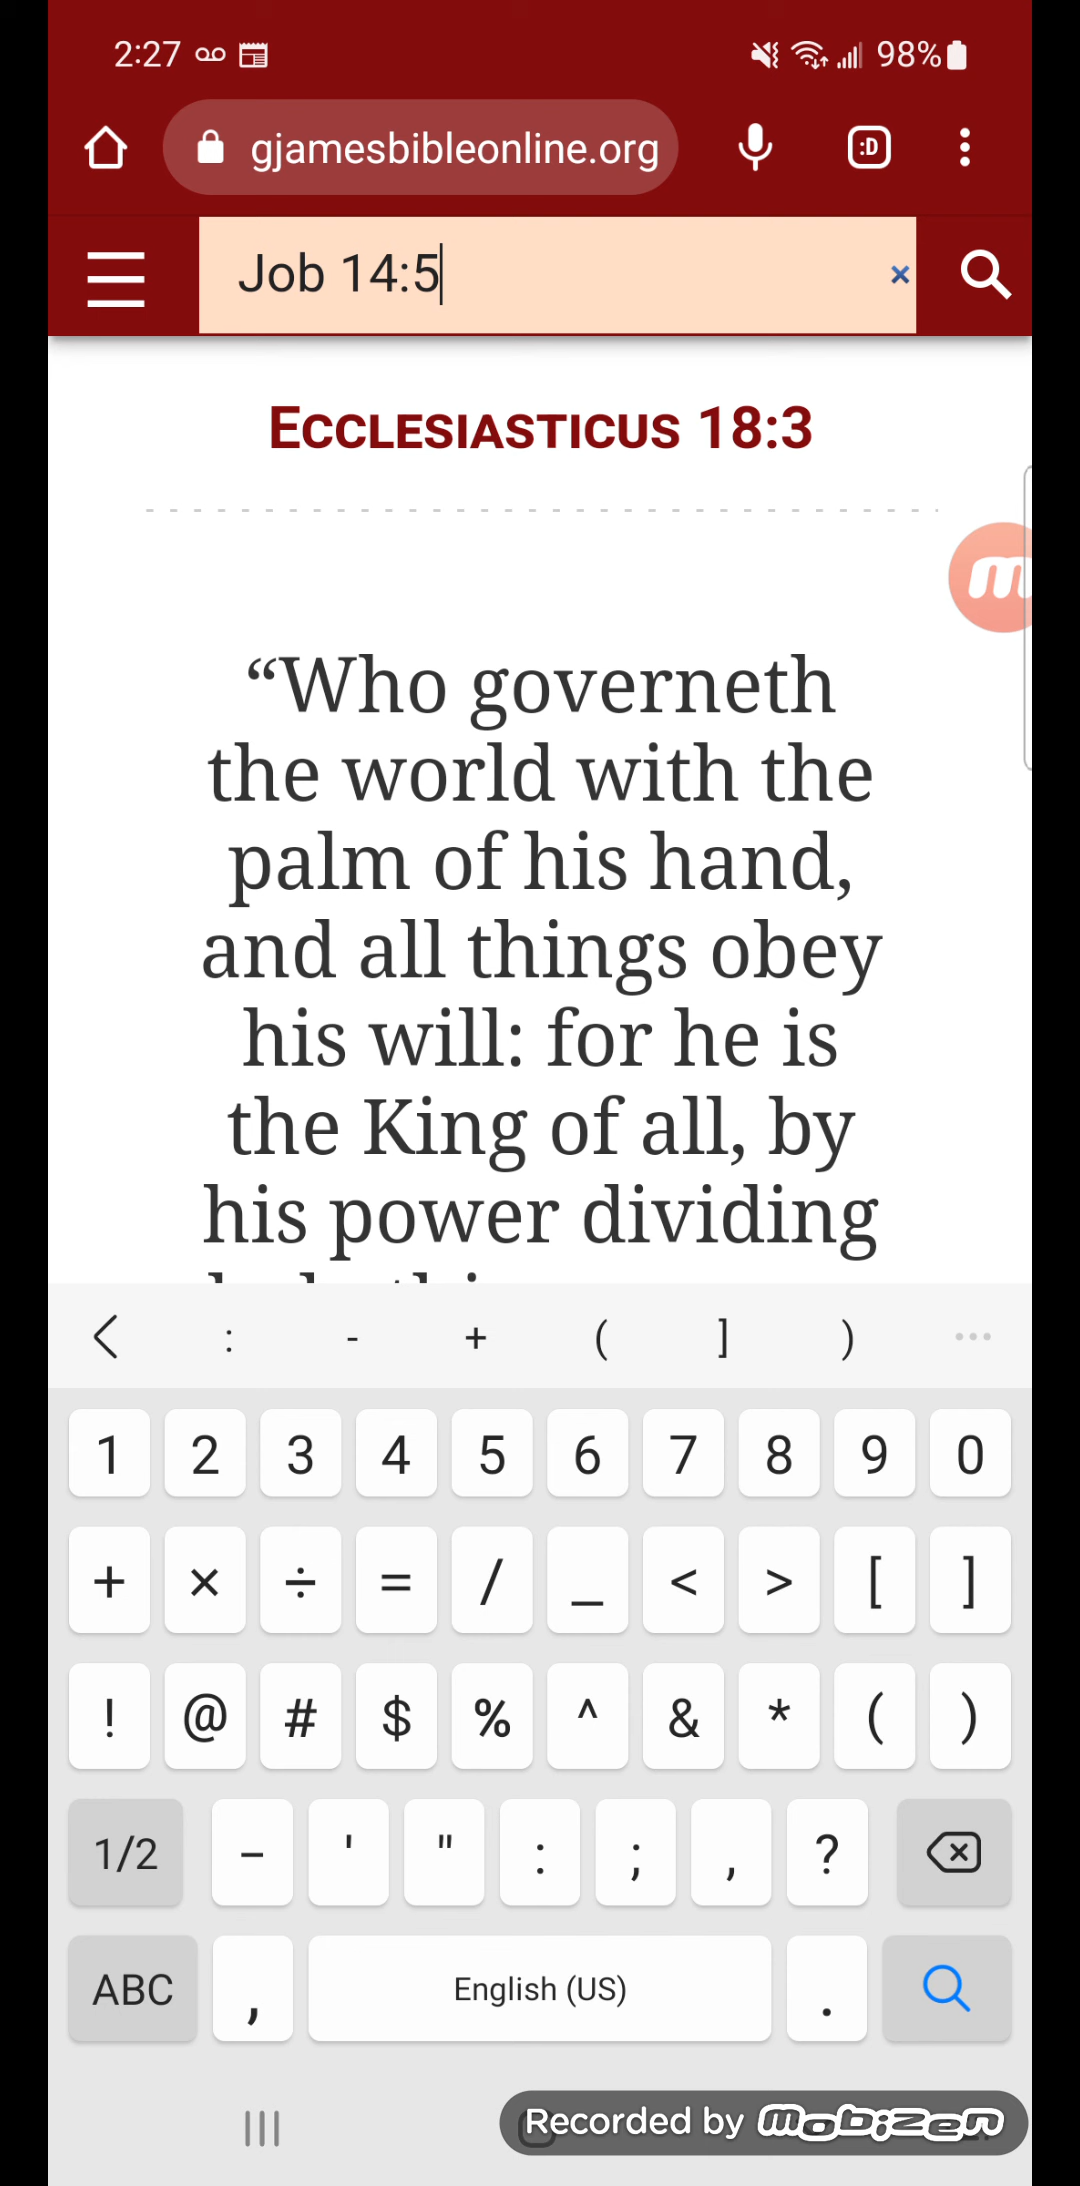 2:27 98%
gjamesbibleonline.org :D
Job 14:5 ×
ECCLESIASTICUS 18:3
“Who governeth
the world with the
palm of his hand,
and all things obey
his will: for he is
the King of all, by
his power dividing
: - + ( ] ) ...
1 2 3 4 5 6 7 8 9 0
+ × ÷ = / _ < > [ ]
! @ # $ % ^ & * ( )
1/2 - ' " : ; , ?
ABC , English (US) .
Recorded by Mobizen